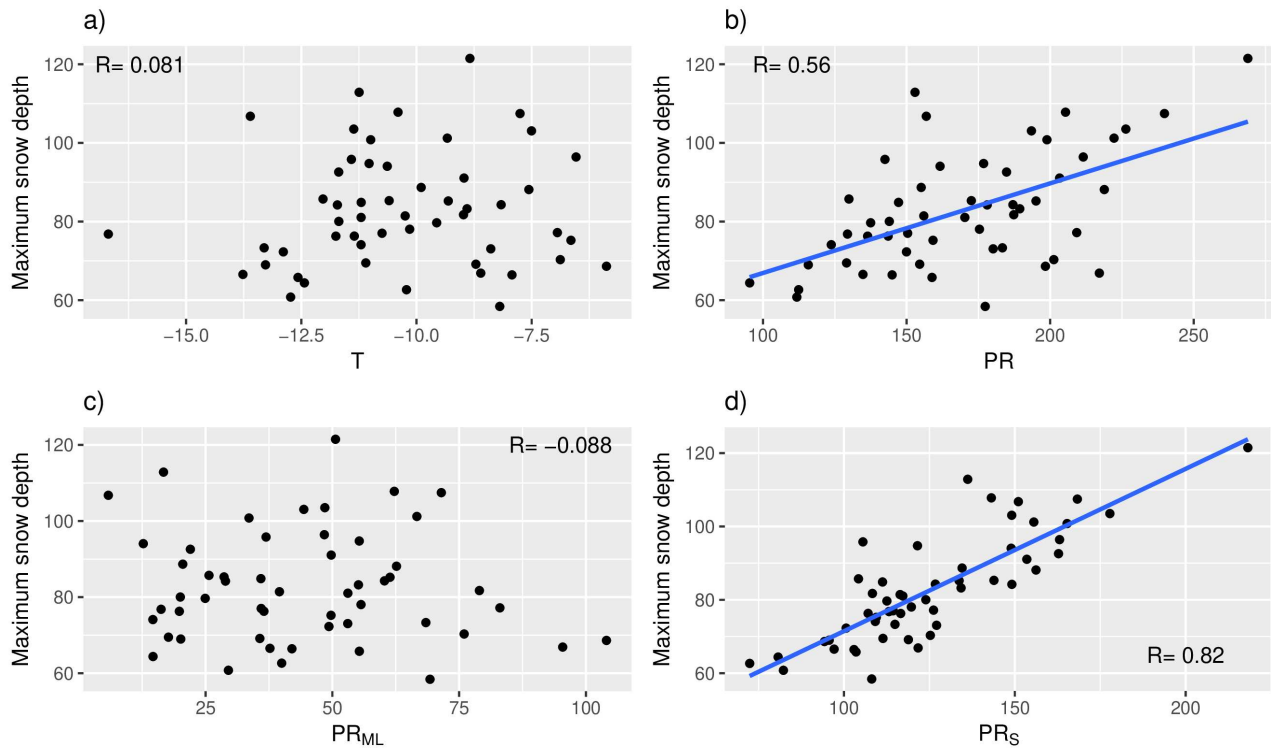 a)
R= 0.081
Maximum snow depth
120
100
80
60
−15.0 −12.5 −10.0 −7.5
T
b)
R= 0.56
Maximum snow depth
120
100
80
60
100 150 200 250
PR
c)
R= −0.088
Maximum snow depth
120
100
80
60
25 50 75 100
PR_ML
d)
Maximum snow depth
120
100
80
60
R= 0.82
100 150 200
PR_S